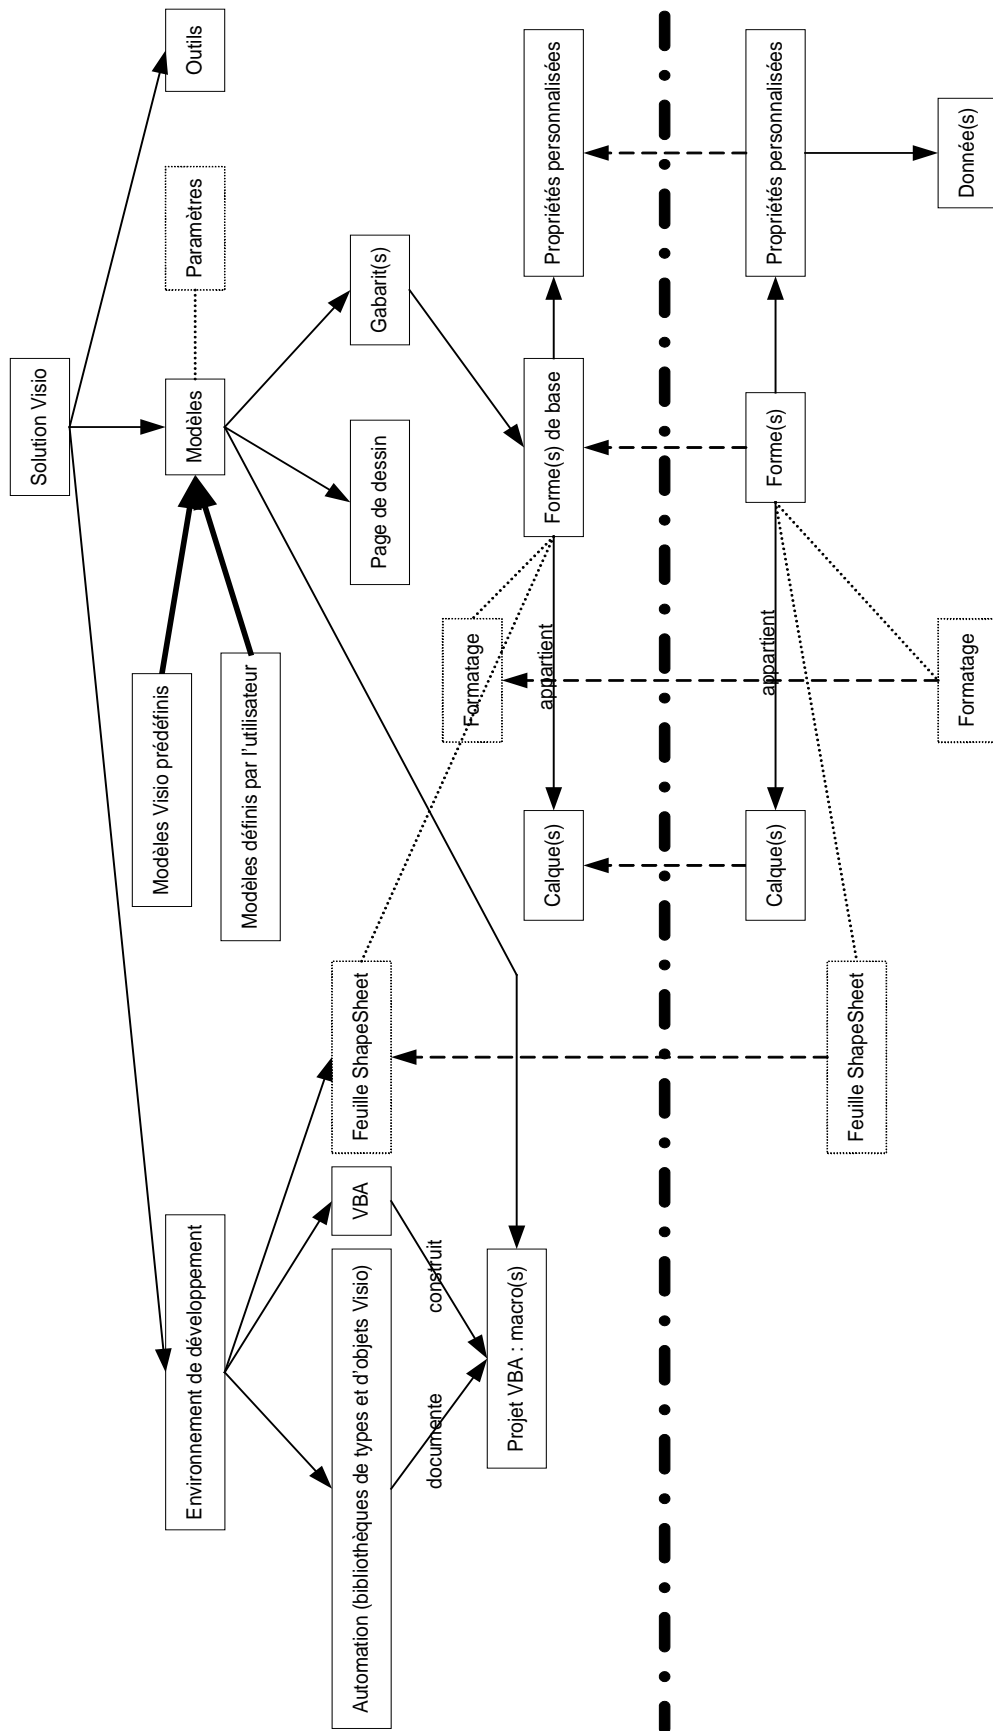 Solution Visio
Environnement de développement
Modèles
Paramètres
Outils
Modèles Visio prédéfinis
Modèles définis par l'utilisateur
Automation (bibliothèques de types et d'objets Visio)
VBA
Feuille ShapeSheet
Page de dessin
Gabarit(s)
documente
construit
Formatage
Projet VBA : macro(s)
Calque(s)
appartient
Forme(s) de base
Propriétés personnalisées
Calque(s)
appartient
Forme(s)
Propriétés personnalisées
Feuille ShapeSheet
Formatage
Donnée(s)